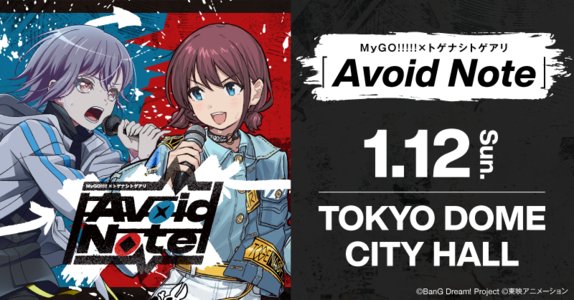 MyGO!!!!!×トゲナシトゲアリ
「Avoid Note」
1.12 Sun.
TOKYO DOME
CITY HALL
MyGO!!!!!×トゲナシトゲアリ
「Avoid
Note」
©BanG Dream! Project ©東映アニメーション